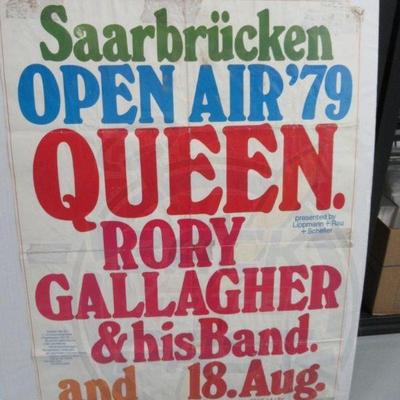 Saarbrücken
OPEN AIR '79
QUEEN.
presented by
Lippmann + Rau
+ Scheller
RORY
GALLAGHER
& his Band.
and 18. Aug.